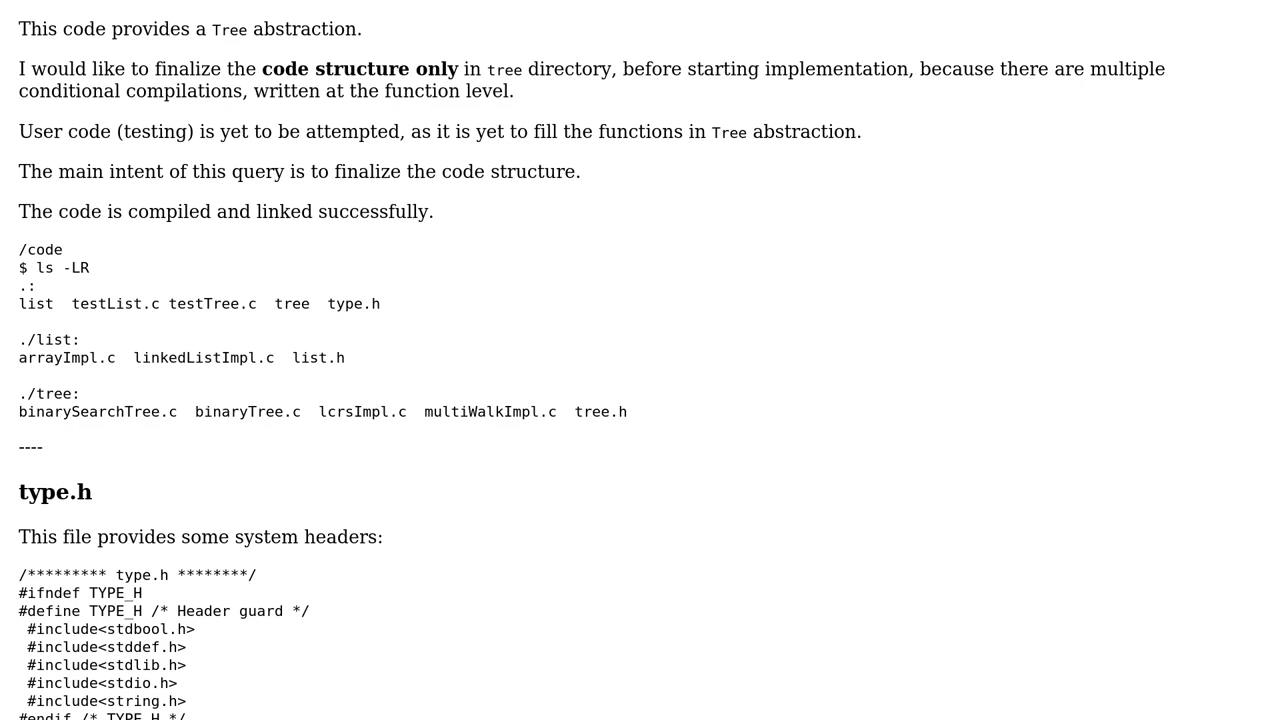 This code provides a Tree abstraction.
I would like to finalize the code structure only in tree directory, before starting implementation, because there are multiple
conditional compilations, written at the function level.
User code (testing) is yet to be attempted, as it is yet to fill the functions in Tree abstraction.
The main intent of this query is to finalize the code structure.
The code is compiled and linked successfully.
/code
$ ls -LR
.:
list  testList.c testTree.c  tree  type.h
./list:
arrayImpl.c  linkedListImpl.c  list.h
./tree:
binarySearchTree.c  binaryTree.c  lcrsImpl.c  multiWalkImpl.c  tree.h
----
type.h
This file provides some system headers:
/********* type.h ********/
#ifndef TYPE_H
#define TYPE_H /* Header guard */
 #include<stdbool.h>
 #include<stddef.h>
 #include<stdlib.h>
 #include<stdio.h>
 #include<string.h>
#endif /* TYPE_H */